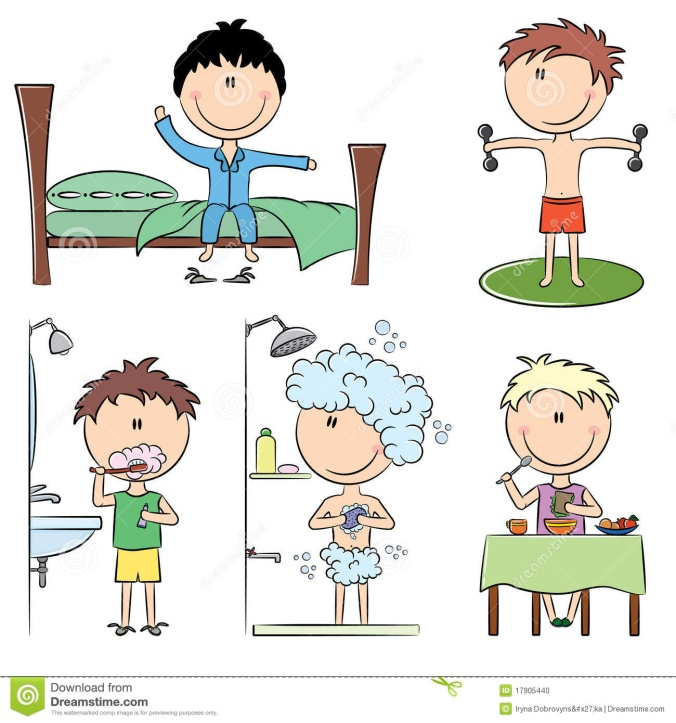 Download from
Dreamstime.com
This watermarked comp image is for previewing purposes only.
ID 17905440
© Iryna Dobrovyns&#x27;ka | Dreamstime.com